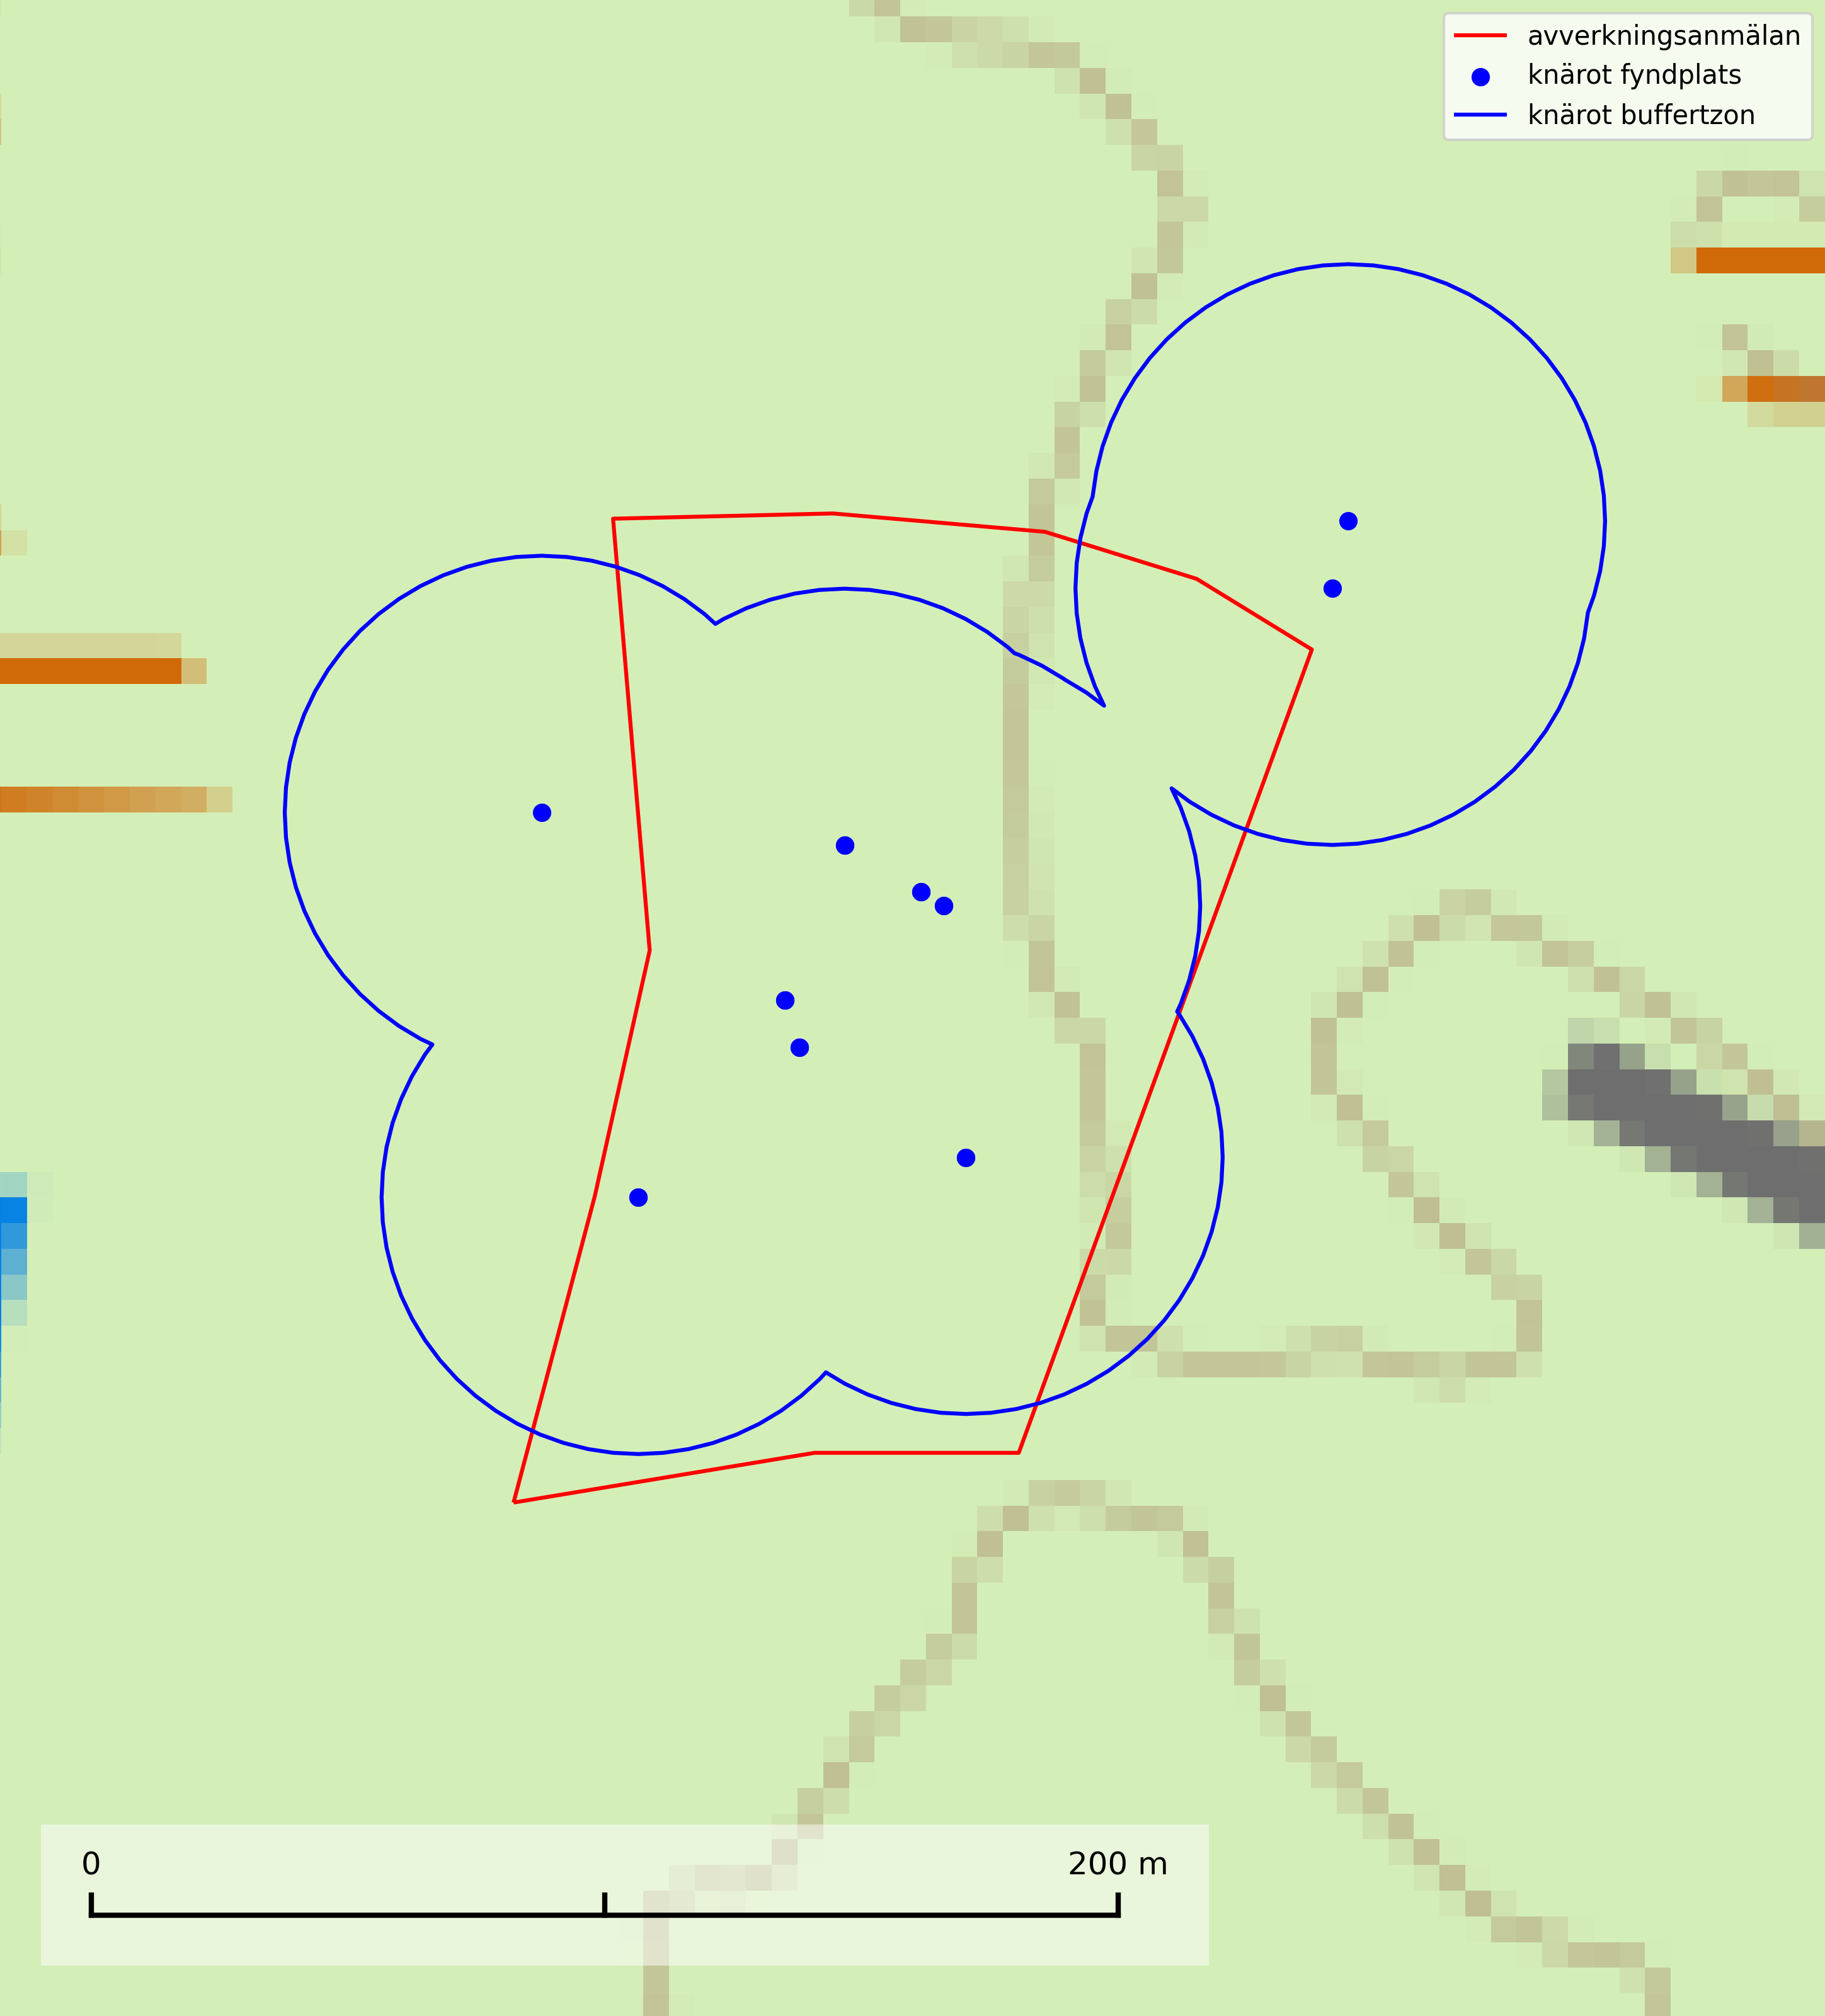 avverkningsanmälan
knärot fyndplats
knärot buffertzon
0 200 m